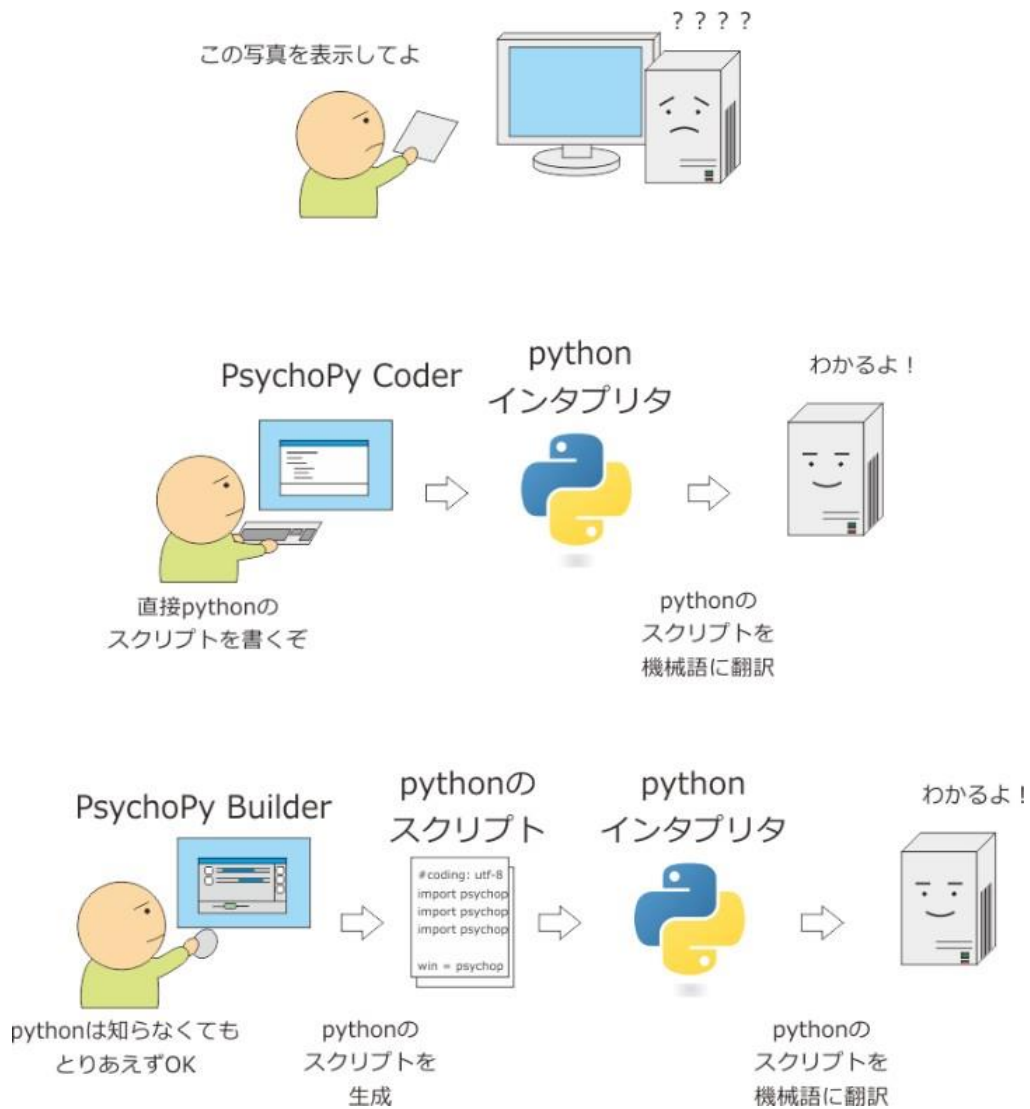 ？？？？
この写真を表示してよ
PsychoPy Coder
python
インタプリタ
わかるよ！
直接pythonの
スクリプトを書くぞ
pythonの
スクリプトを
機械語に翻訳
PsychoPy Builder
pythonの
スクリプト
python
インタプリタ
わかるよ！
#coding: utf-8
import psychop
import psychop
import psychop
win = psychop
pythonは知らなくても
とりあえずOK
pythonの
スクリプトを
生成
pythonの
スクリプトを
機械語に翻訳